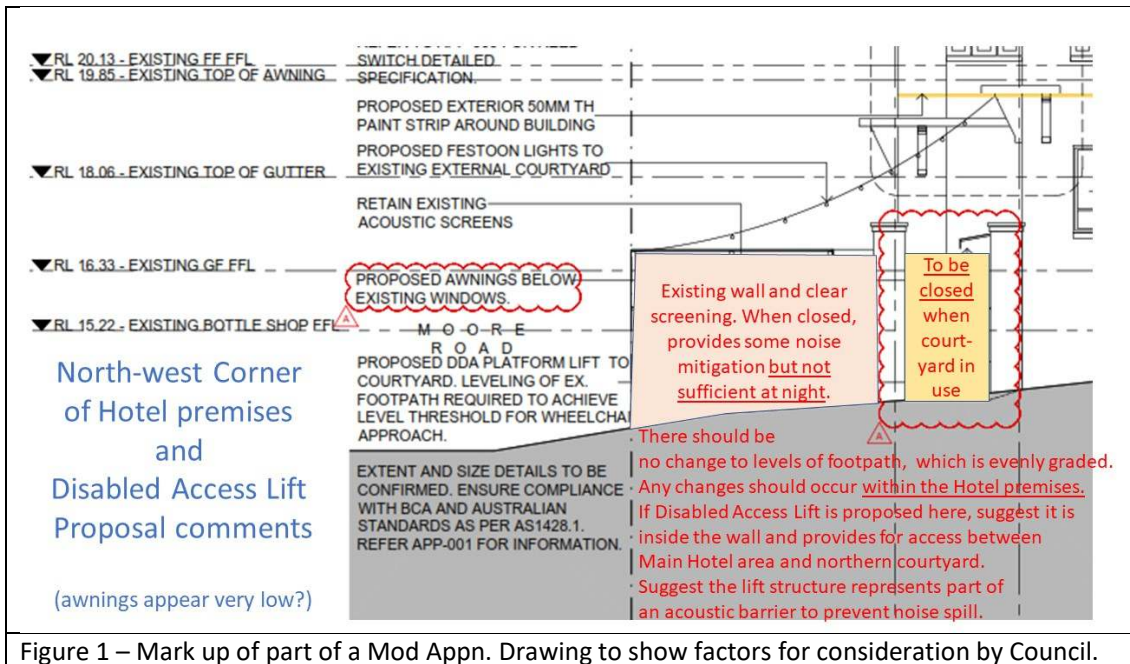 RL 20.13 - EXISTING FF FFL
RL 19.85 - EXISTING TOP OF AWNING
SWITCH DETAILED
SPECIFICATION.
PROPOSED EXTERIOR 50MM TH
PAINT STRIP AROUND BUILDING
PROPOSED FESTOON LIGHTS TO
EXISTING EXTERNAL COURTYARD
RL 18.06 - EXISTING TOP OF GUTTER
RETAIN EXISTING
ACOUSTIC SCREENS
RL 16.33 - EXISTING GF FFL
PROPOSED AWNINGS BELOW
EXISTING WINDOWS.
A
RL 15.22 - EXISTING BOTTLE SHOP FFL
MOORE
ROAD
PROPOSED DDA PLATFORM LIFT TO
COURTYARD. LEVELING OF EX.
FOOTPATH REQUIRED TO ACHIEVE
LEVEL THRESHOLD FOR WHEELCHAI
APPROACH.
EXTENT AND SIZE DETAILS TO BE
CONFIRMED. ENSURE COMPLIANCE
WITH BCA AND AUSTRALIAN
STANDARDS AS PER AS1428.1.
REFER APP-001 FOR INFORMATION.
North-west Corner
of Hotel premises
and
Disabled Access Lift
Proposal comments
(awnings appear very low?)
Existing wall and clear
screening. When closed,
provides some noise
mitigation but not
sufficient at night.
To be
closed
when
court-
yard in
use
A
There should be
no change to levels of footpath, which is evenly graded.
Any changes should occur within the Hotel premises.
If Disabled Access Lift is proposed here, suggest it is
inside the wall and provides for access between
Main Hotel area and northern courtyard.
Suggest the lift structure represents part of
an acoustic barrier to prevent noise spill.
Figure 1 – Mark up of part of a Mod Appn. Drawing to show factors for consideration by Council.